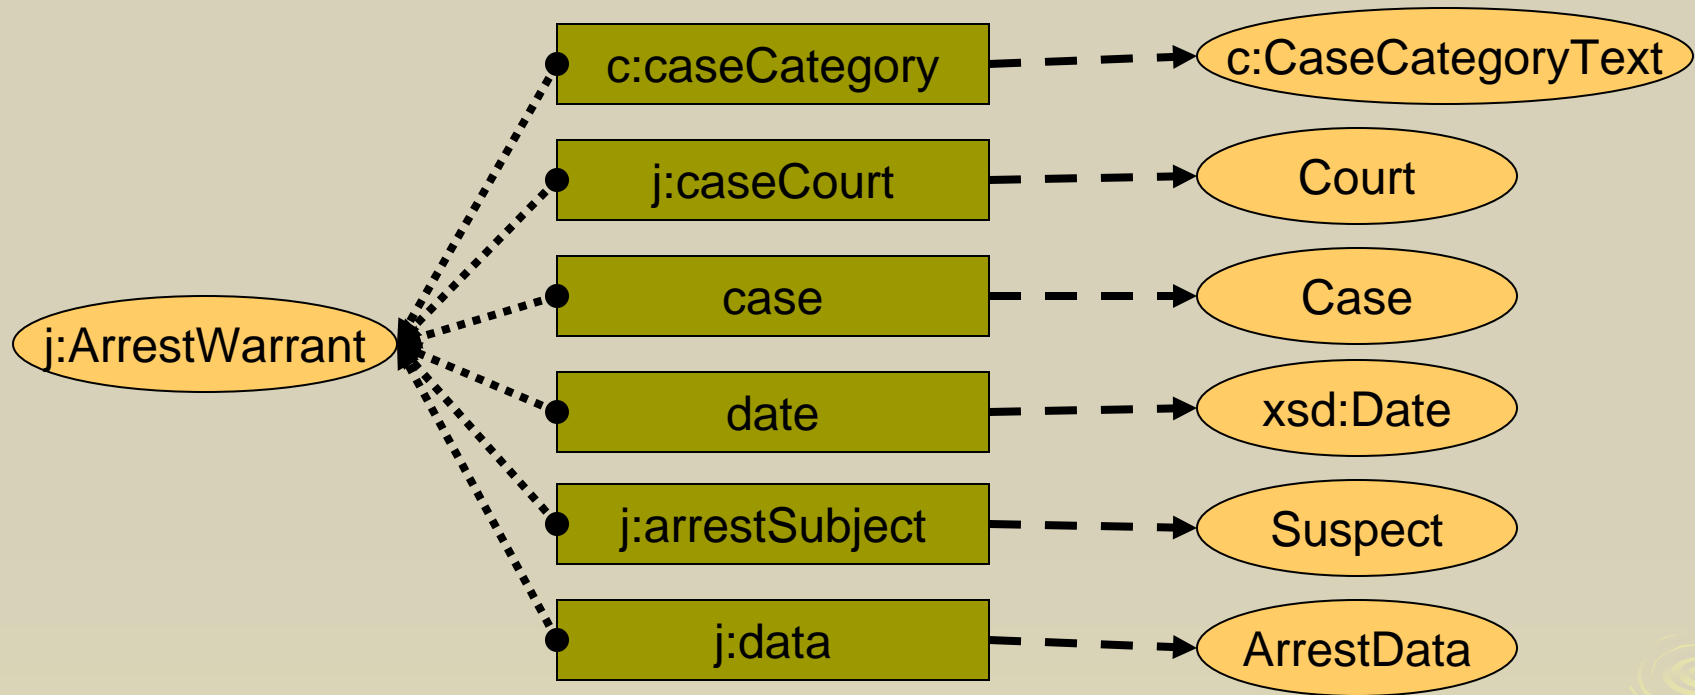 c:caseCategory
c:CaseCategoryText
j:caseCourt
Court
case
Case
j:ArrestWarrant
date
xsd:Date
j:arrestSubject
Suspect
j:data
ArrestData